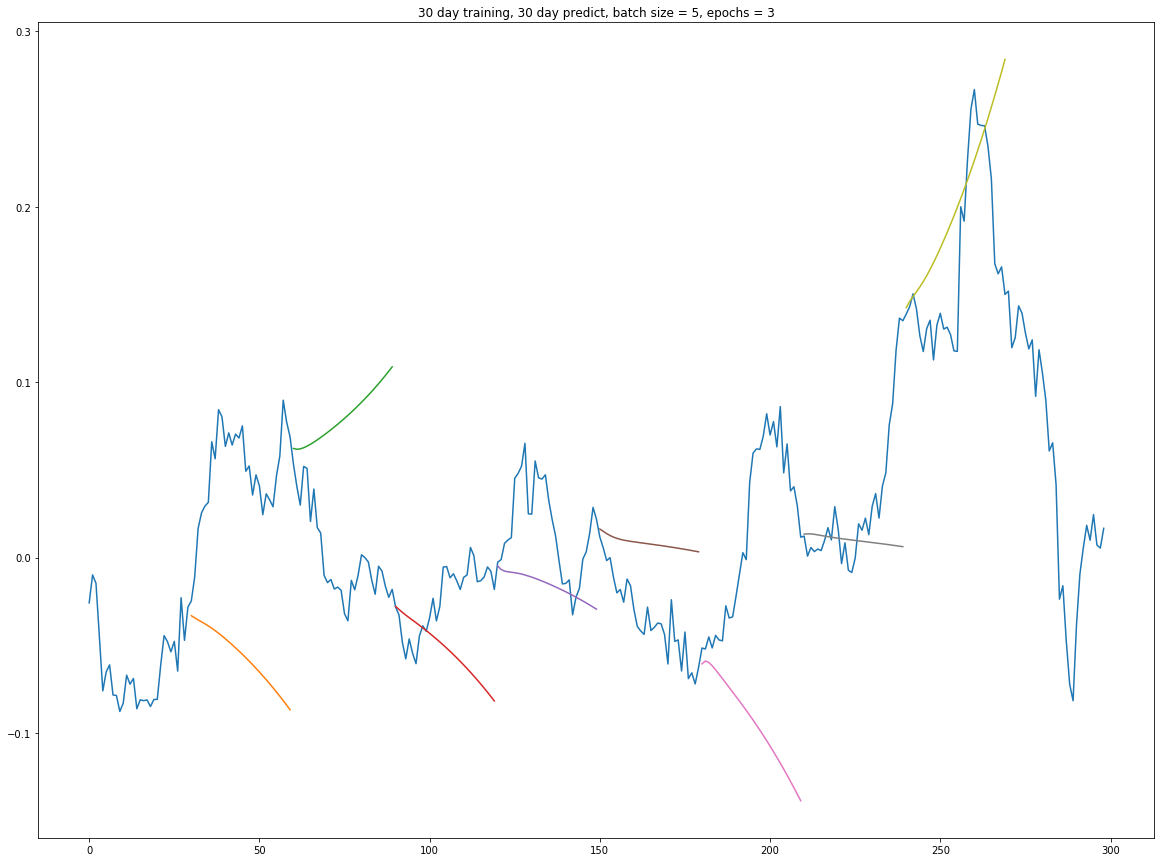 30 day training, 30 day predict, batch size = 5, epochs = 3
0.3
0.2
0.1
0.0
−0.1
0 50 100 150 200 250 300